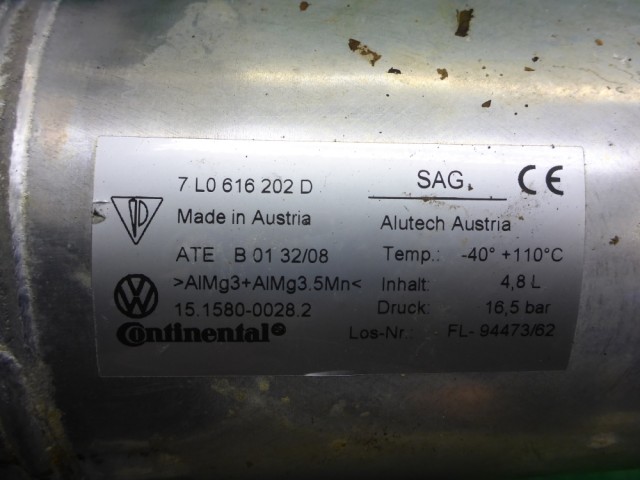 7 L0 616 202 D
Made in Austria
ATE B 01 32/08
>AlMg3+AlMg3.5Mn<
15.1580-0028.2
Continental
SAG
Alutech Austria
Temp.: -40° +110°C
Inhalt: 4,8 L
Druck: 16,5 bar
Los-Nr.: FL- 94473/62
CE
VW